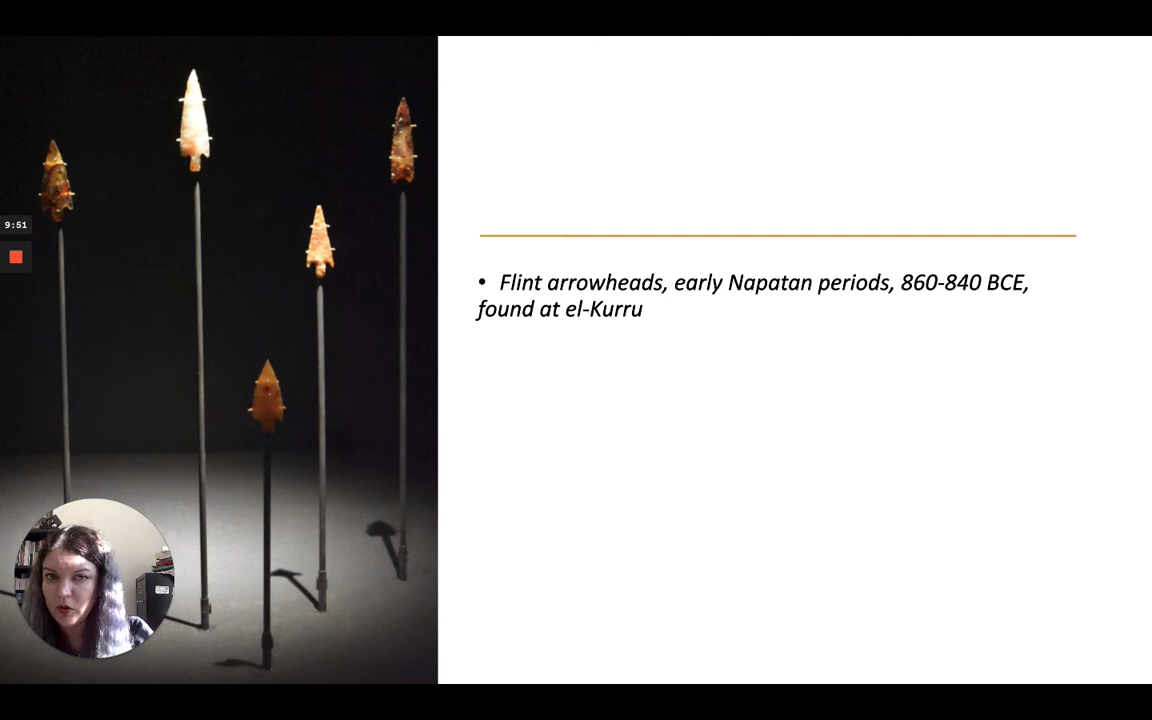 9:51
• Flint arrowheads, early Napatan periods, 860-840 BCE,
found at el-Kurru